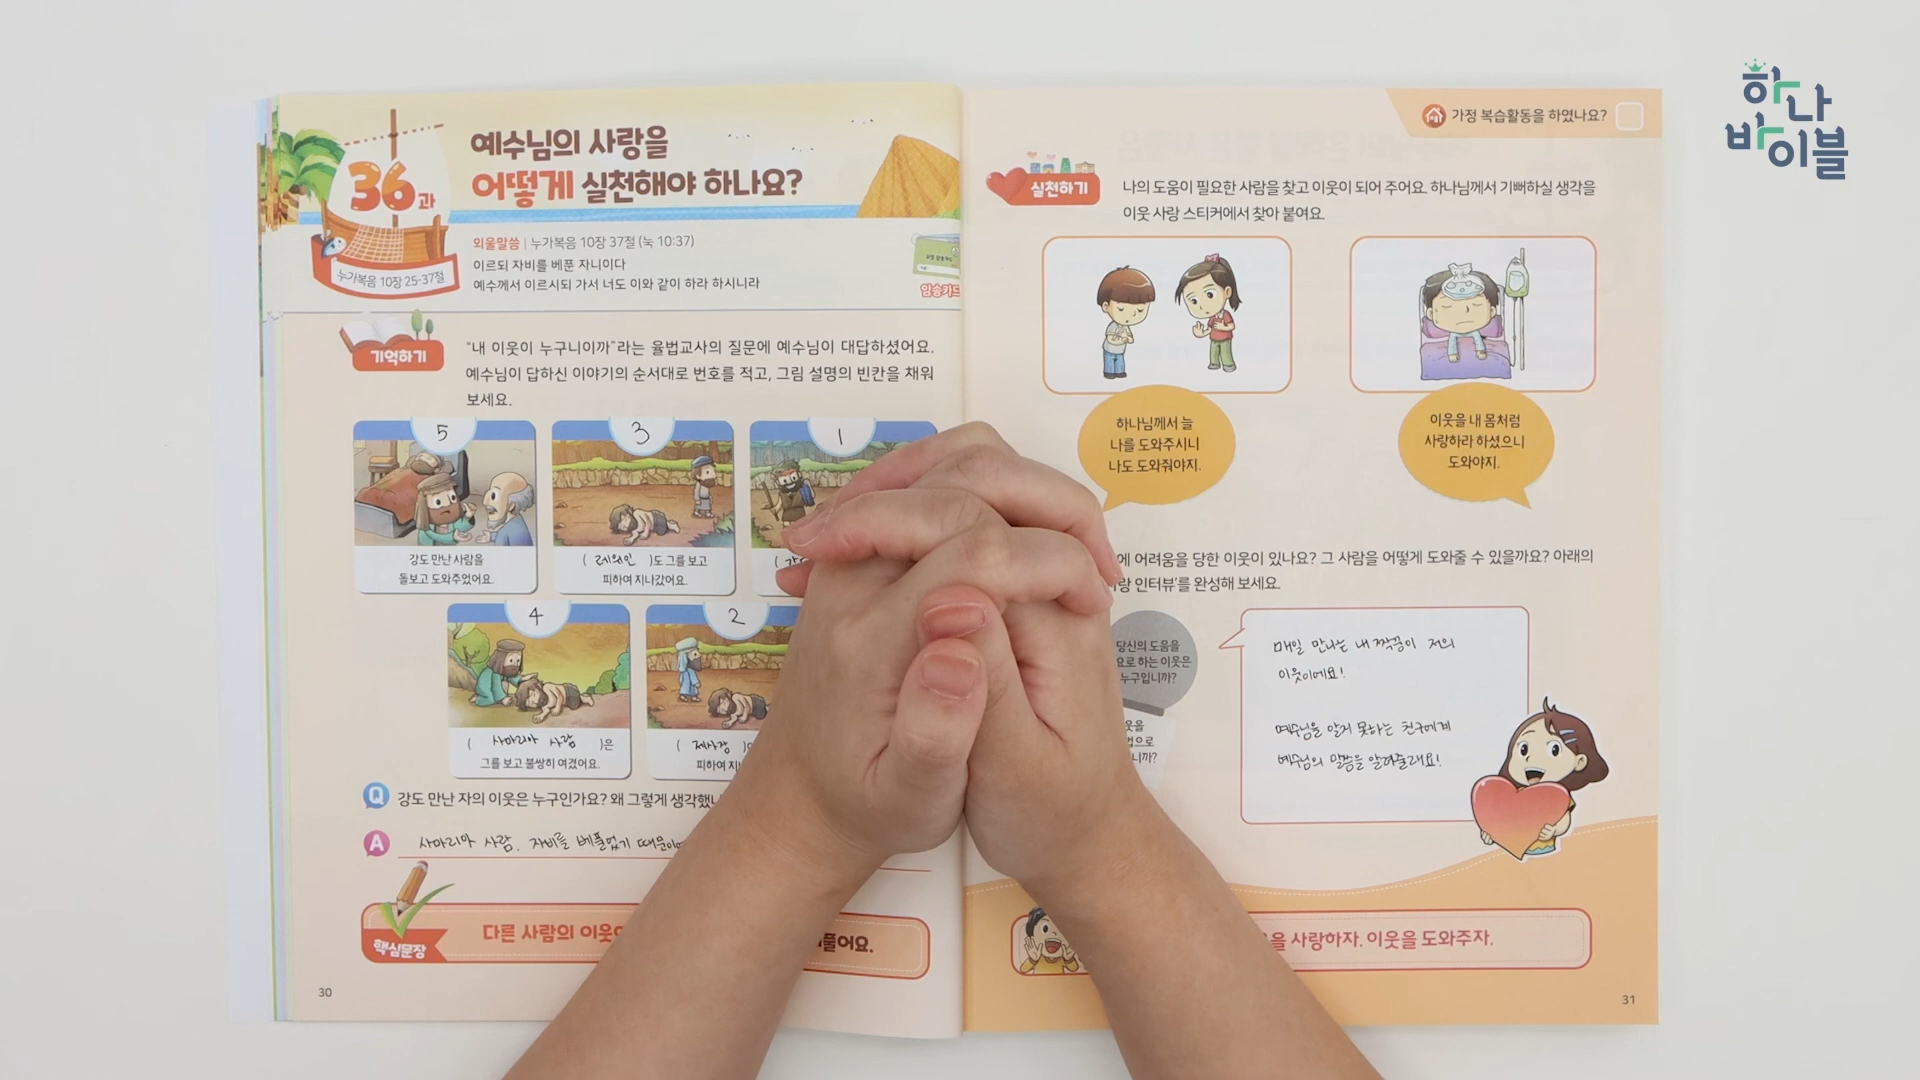 하나
바이블
36과
예수님의 사랑을
어떻게 실천해야 하나요?
누가복음 10장 25-37절
외울말씀 | 누가복음 10장 37절 (눅 10:37)
이르되 자비를 베푼 자니이다
예수께서 이르시되 가서 너도 이와 같이 하라 하시니라
암송카드
기억하기
“내 이웃이 누구니이까”라는 율법교사의 질문에 예수님이 대답하셨어요.
예수님이 답하신 이야기의 순서대로 번호를 적고, 그림 설명의 빈칸을 채워
보세요.
5
강도 만난 사람을
돌보고 도와주었어요.
3
( 레위인 )도 그를 보고
피하여 지나갔어요.
1
4
( 사마리아 사람 )은
그를 보고 불쌍히 여겼어요.
2
( 제사장 )
피하여
Q 강도 만난 자의 이웃은 누구인가요? 왜 그렇게
A 사마리아 사람. 자비를 베풀었기
핵심문장
다른 사람의
30
가정 복습활동을 하였나요?
실천하기
나의 도움이 필요한 사람을 찾고 이웃이 되어 주어요. 하나님께서 기뻐하실 생각을
이웃 사랑 스티커에서 찾아 붙여요.
하나님께서 늘
나를 도와주시니
나도 도와줘야지.
이웃을 내 몸처럼
사랑하라 하셨으니
도와야지.
에 어려움을 당한 이웃이 있나요? 그 사람을 어떻게 도와줄 수 있을까요? 아래의
인터뷰’를 완성해 보세요.
당신의 도움을
하는 이웃은
누구입니까?
매일 만나는 내 짝꿍이 저의
이웃이에요!
예수님을 알지 못하는 친구에게
예수님의 말씀을 알려줄래요!
사랑하자. 이웃을 도와주자.
31